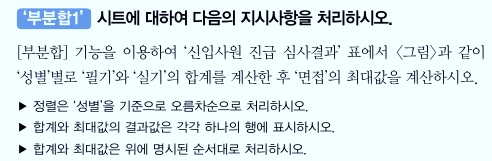 '부분합1' 시트에 대하여 다음의 지시사항을 처리하시오.
[부분합] 기능을 이용하여 '신입사원 진급 심사결과' 표에서 〈그림〉과 같이
'성별'별로 '필기'와 '실기'의 합계를 계산한 후 '면접'의 최대값을 계산하시오.
▶ 정렬은 '성별'을 기준으로 오름차순으로 처리하시오.
▶ 합계와 최대값의 결과값은 각각 하나의 행에 표시하시오.
▶ 합계와 최대값은 위에 명시된 순서대로 처리하시오.